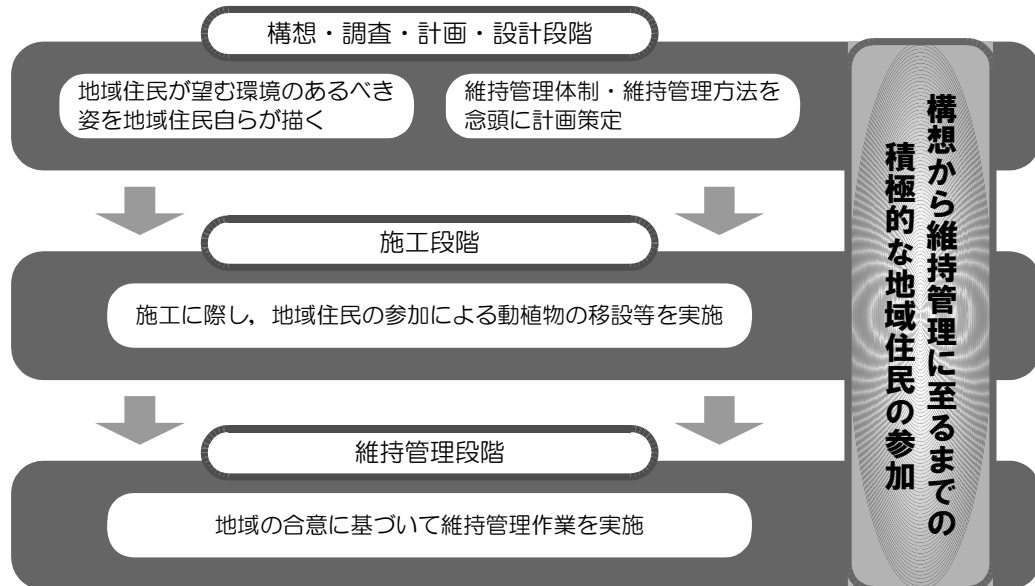 構想・調査・計画・設計段階
地域住民が望む環境のあるべき
姿を地域住民自らが描く
維持管理体制・維持管理方法を
念頭に計画策定
施工段階
施工に際し，地域住民の参加による動植物の移設等を実施
維持管理段階
地域の合意に基づいて維持管理作業を実施
構想から維持管理に至るまでの
積極的な地域住民の参加